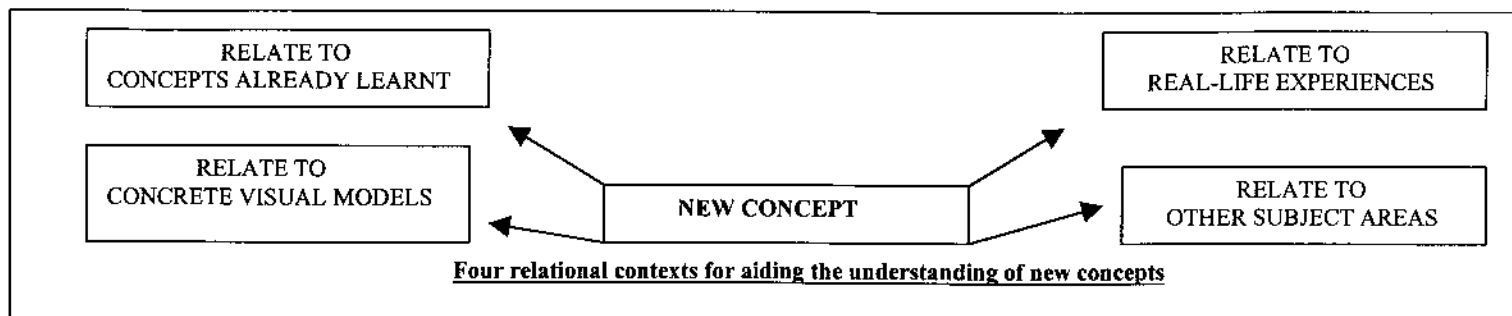 RELATE TO
CONCEPTS ALREADY LEARNT
RELATE TO
REAL-LIFE EXPERIENCES
RELATE TO
CONCRETE VISUAL MODELS
NEW CONCEPT
RELATE TO
OTHER SUBJECT AREAS
Four relational contexts for aiding the understanding of new concepts